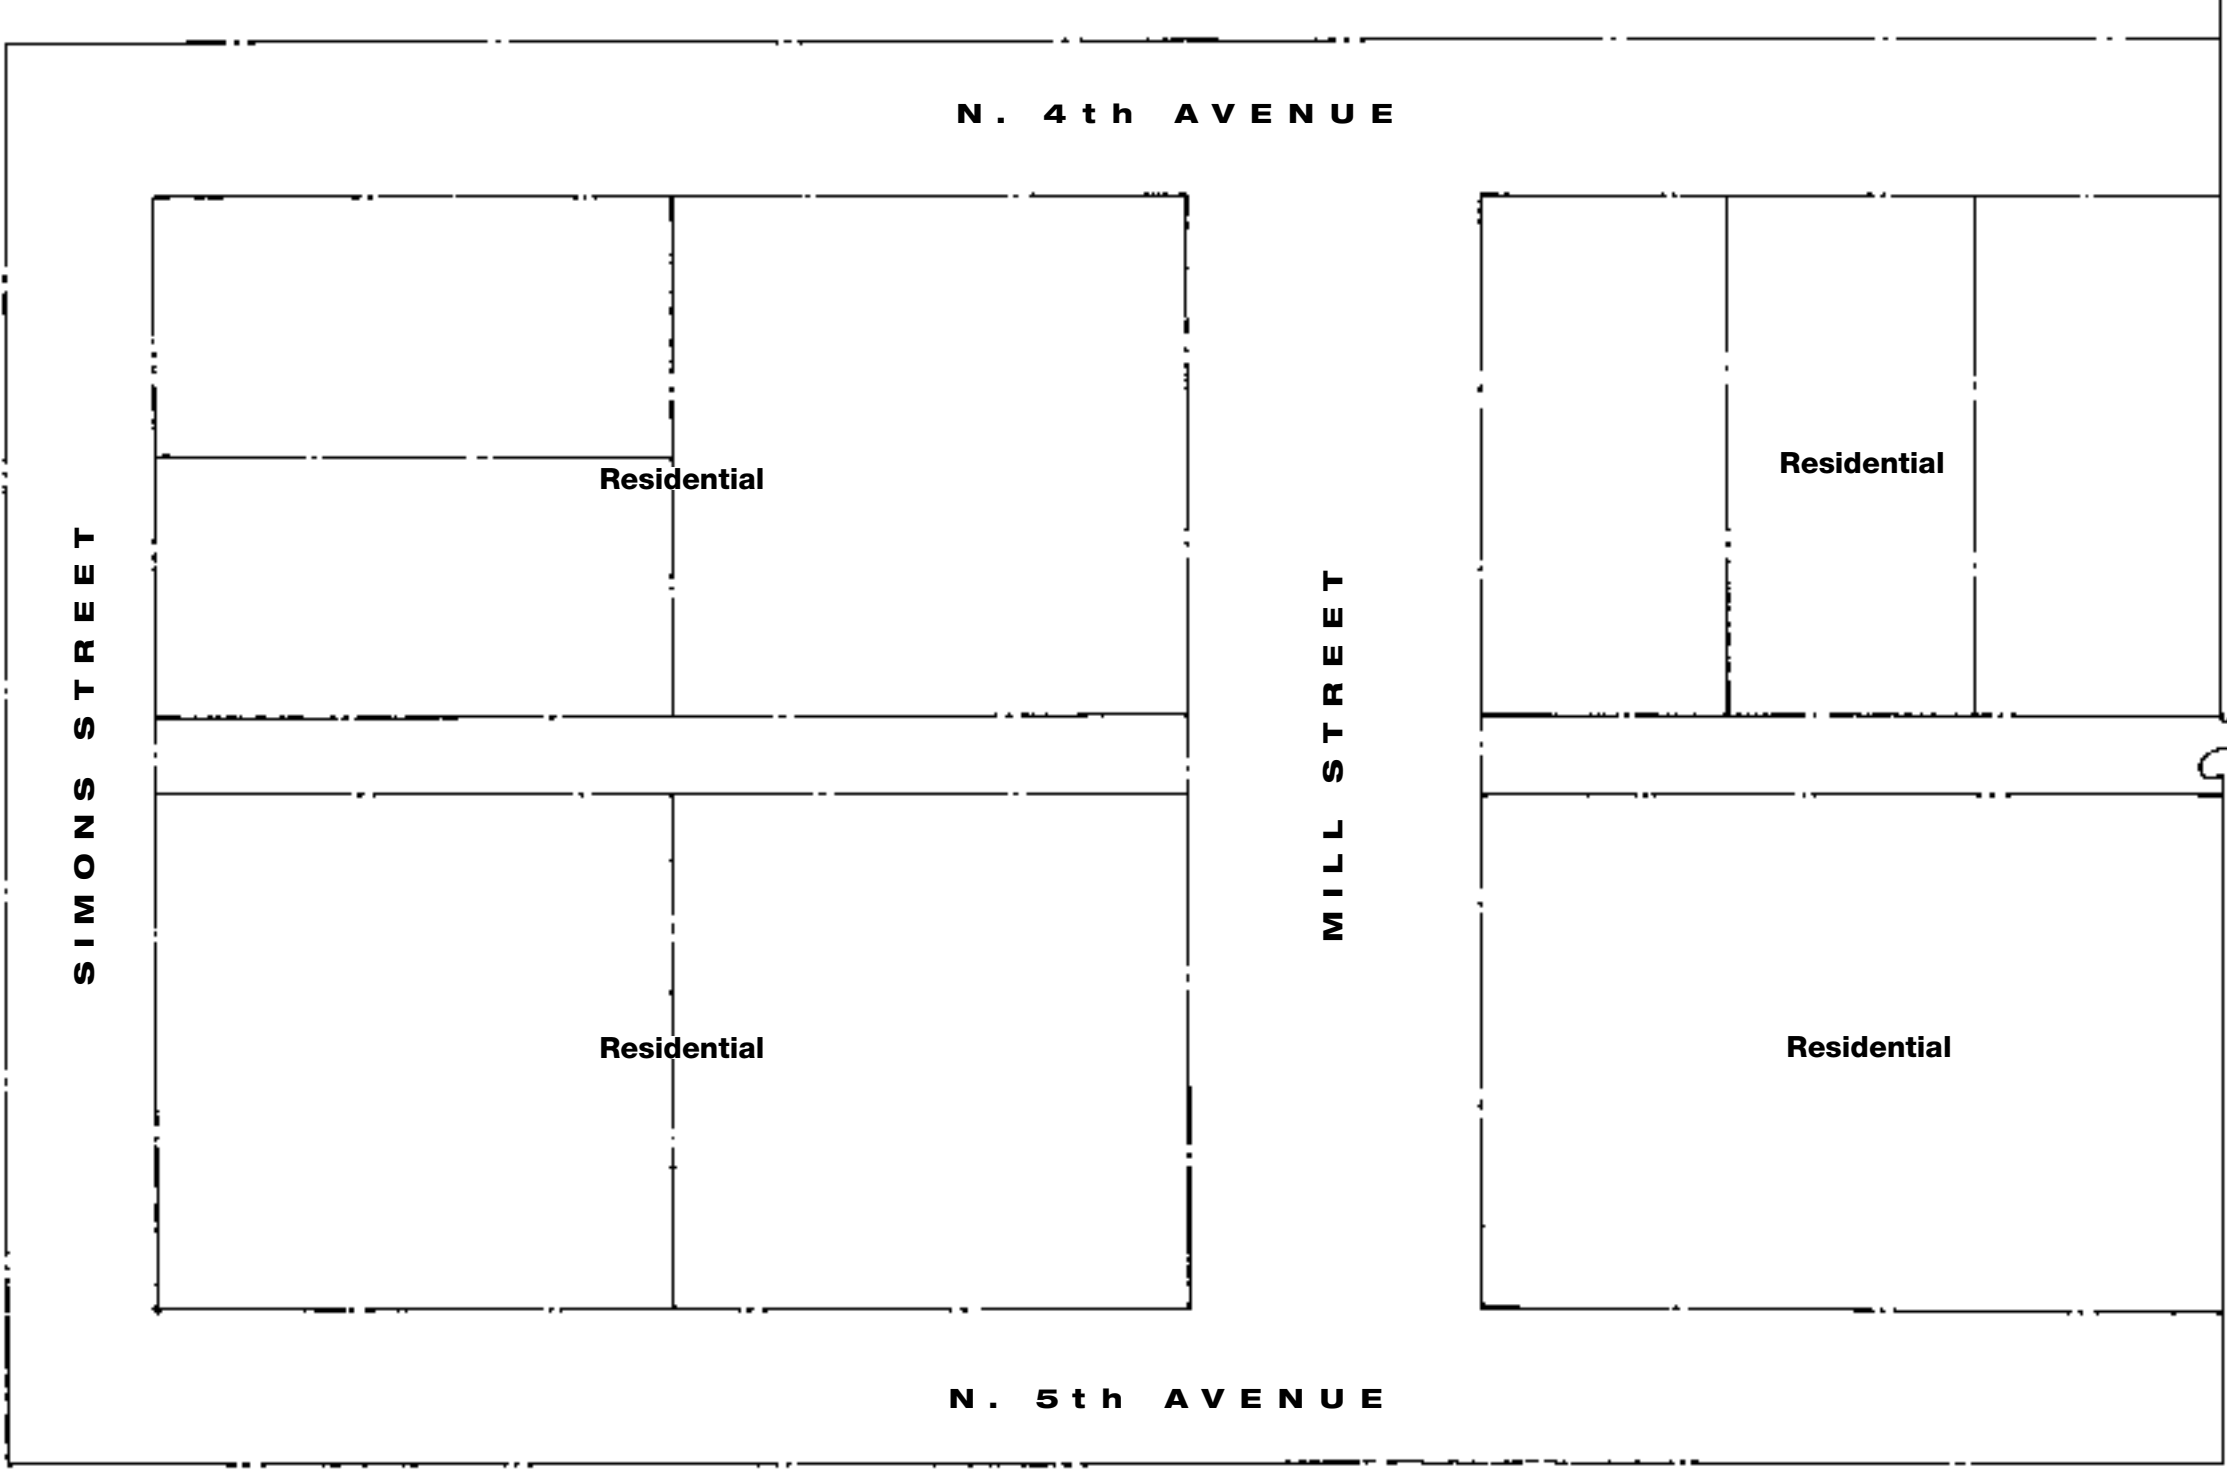 N. 4th AVENUE
Residential
Residential
SIMONS STREET
MILL STREET
Residential
Residential
N. 5th AVENUE